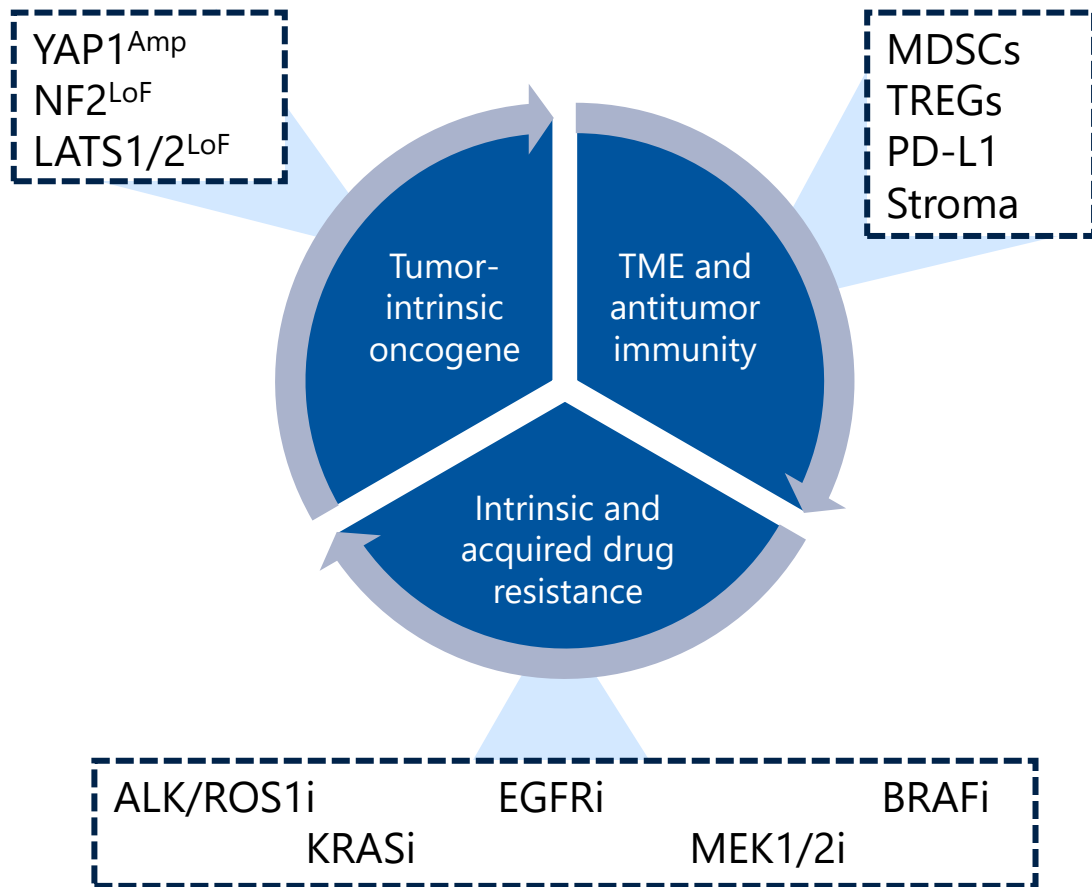 YAP1ᴬᵐᵖ
NF2ᴸᵒF
LATS1/2ᴸᵒF
MDSCs
TREGs
PD-L1
Stroma
Tumor-
intrinsic
oncogene
TME and
antitumor
immunity
Intrinsic and
acquired drug
resistance
ALK/ROS1i EGFRi BRAFi
KRASi MEK1/2i